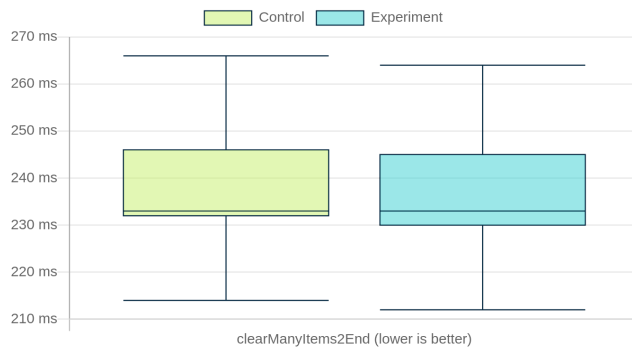 Control Experiment
270 ms
260 ms
250 ms
240 ms
230 ms
220 ms
210 ms
clearManyItems2End (lower is better)